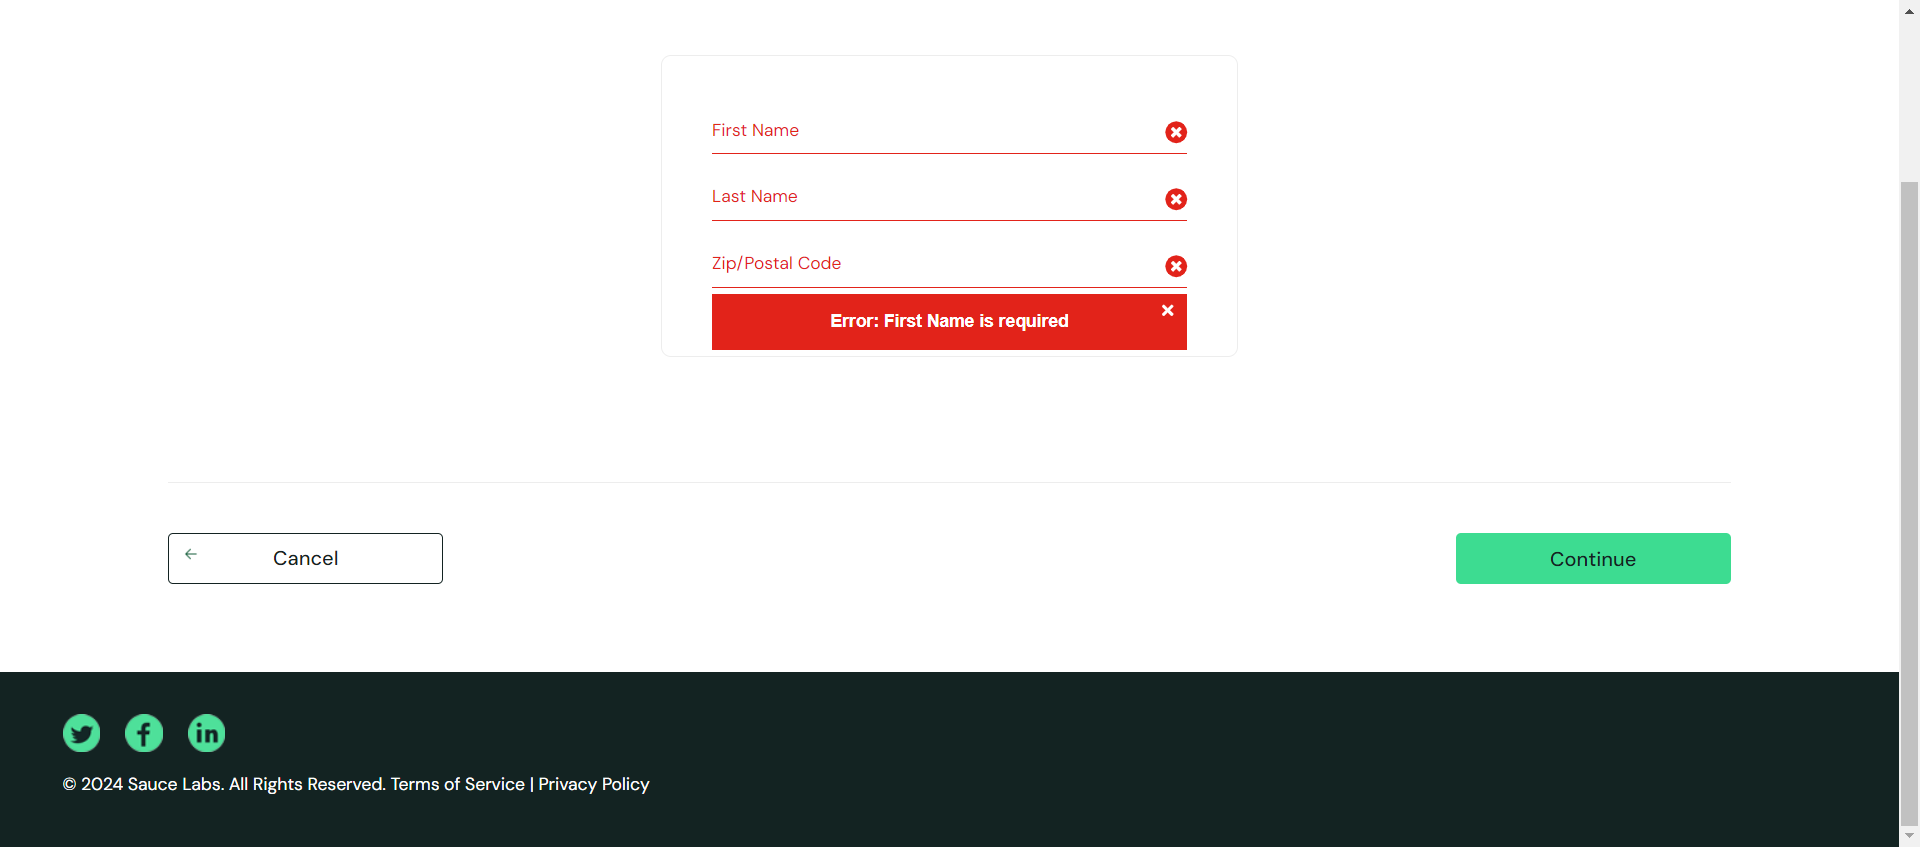 First Name
Last Name
Zip/Postal Code
Error: First Name is required
Cancel
Continue
© 2024 Sauce Labs. All Rights Reserved. Terms of Service | Privacy Policy